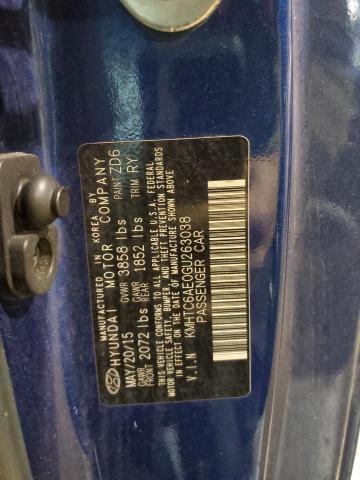 MANUFACTURED IN KOREA BY
HYUNDAI MOTOR COMPANY
MAY/20/15 GVWR 3858 lbs PAINT ZD6
GAWR FRONT 2072 lbs GAWR REAR 1852 lbs TRIM RY
THIS VEHICLE CONFORMS TO ALL APPLICABLE U.S.A. FEDERAL
MOTOR VEHICLE SAFETY, BUMPER, AND THEFT PREVENTION STANDARDS
IN EFFECT ON THE DATE OF MANUFACTURE SHOWN ABOVE
V.I.N KMHTC6AE0GU263038
PASSENGER CAR